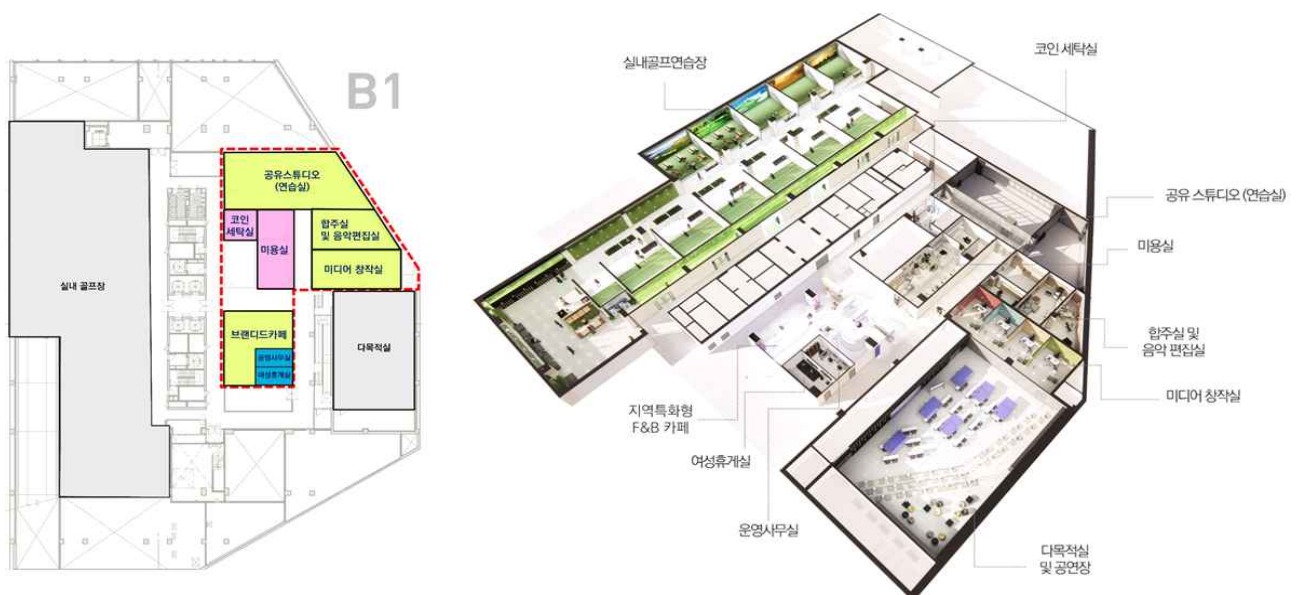 B1
공유스튜디오
(연습실)
코인
세탁실
미용실
합주실
및 음악편집실
미디어 창작실
실내 골프장
브랜디드카페
운영사무실
여성휴게실
다목적실
실내골프연습장
코인 세탁실
공유 스튜디오 (연습실)
미용실
합주실 및
음악 편집실
미디어 창작실
지역특화형
F&B 카페
여성휴게실
운영사무실
다목적실
및 공연장